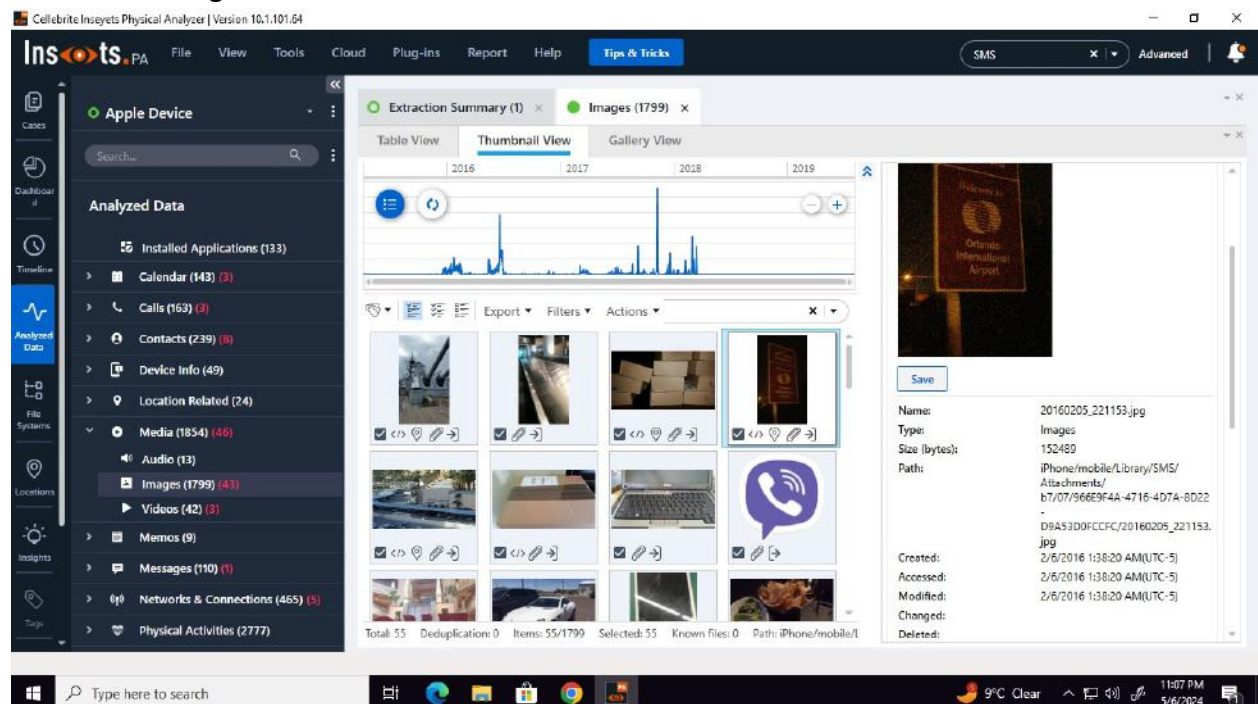 Cellebrite Inseyets Physical Analyzer | Version 10.1.101.64
Ins ts.PA File View Tools Cloud Plug-ins Report Help Tips & Tricks SMS Advanced
Cases
Dashboar
d
Timeline
Analyzed
Data
File
Systems
Locations
Insights
Tags
Apple Device
Search...
Analyzed Data
Installed Applications (133)
Calendar (143) (3)
Calls (163) (3)
Contacts (239) (8)
Device Info (49)
Location Related (24)
Media (1854) (46)
Audio (13)
Images (1799) (43)
Videos (42) (3)
Memos (9)
Messages (110) (1)
Networks & Connections (465) (5)
Physical Activities (2777)
Extraction Summary (1) Images (1799)
Table View Thumbnail View Gallery View
2016 2017 2018 2019
Export Filters Actions
Total: 55 Deduplication: 0 Items: 55/1799 Selected: 55 Known files: 0 Path: iPhone/mobile/L
Welcome to
Orlando
International
Airport
Save
Name: 20160205_221153.jpg
Type: Images
Size (bytes): 152489
Path: iPhone/mobile/Library/SMS/
Attachments/
b7/07/966E9F4A-4716-4D7A-8D22
-
D9A53D0FCCFC/20160205_221153.
jpg
Created: 2/6/2016 1:38:20 AM(UTC-5)
Accessed: 2/6/2016 1:38:20 AM(UTC-5)
Modified: 2/6/2016 1:38:20 AM(UTC-5)
Changed:
Deleted:
Type here to search
9°C Clear
11:07 PM
5/6/2024